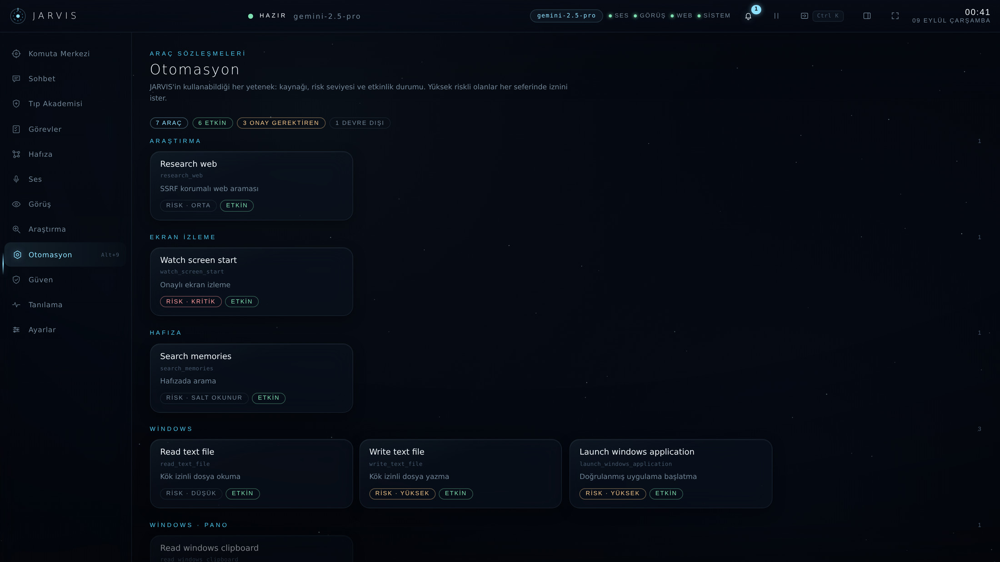 JARVIS
HAZIR gemini-2.5-pro
gemini-2.5-pro SES GÖRÜŞ WEB SİSTEM
1
Ctrl K
00:41
09 EYLÜL ÇARŞAMBA
Komuta Merkezi
Sohbet
Tıp Akademisi
Görevler
Hafıza
Ses
Görüş
Araştırma
Otomasyon Alt+9
Güven
Tanılama
Ayarlar
ARAÇ SÖZLEŞMELERİ
Otomasyon
JARVIS'in kullanabildiği her yetenek: kaynağı, risk seviyesi ve etkinlik durumu. Yüksek riskli olanlar her seferinde iznini
ister.
7 ARAÇ 6 ETKİN 3 ONAY GEREKTİREN 1 DEVRE DIŞI
ARAŞTIRMA 1
Research web
research_web
SSRF korumalı web araması
RİSK · ORTA ETKİN
EKRAN İZLEME 1
Watch screen start
watch_screen_start
Onaylı ekran izleme
RİSK · KRİTİK ETKİN
HAFIZA 1
Search memories
search_memories
Hafızada arama
RİSK · SALT OKUNUR ETKİN
WİNDOWS 3
Read text file
read_text_file
Kök izinli dosya okuma
RİSK · DÜŞÜK ETKİN
Write text file
write_text_file
Kök izinli dosya yazma
RİSK · YÜKSEK ETKİN
Launch windows application
launch_windows_application
Doğrulanmış uygulama başlatma
RİSK · YÜKSEK ETKİN
WİNDOWS · PANO 1
Read windows clipboard
read_windows_clipboard